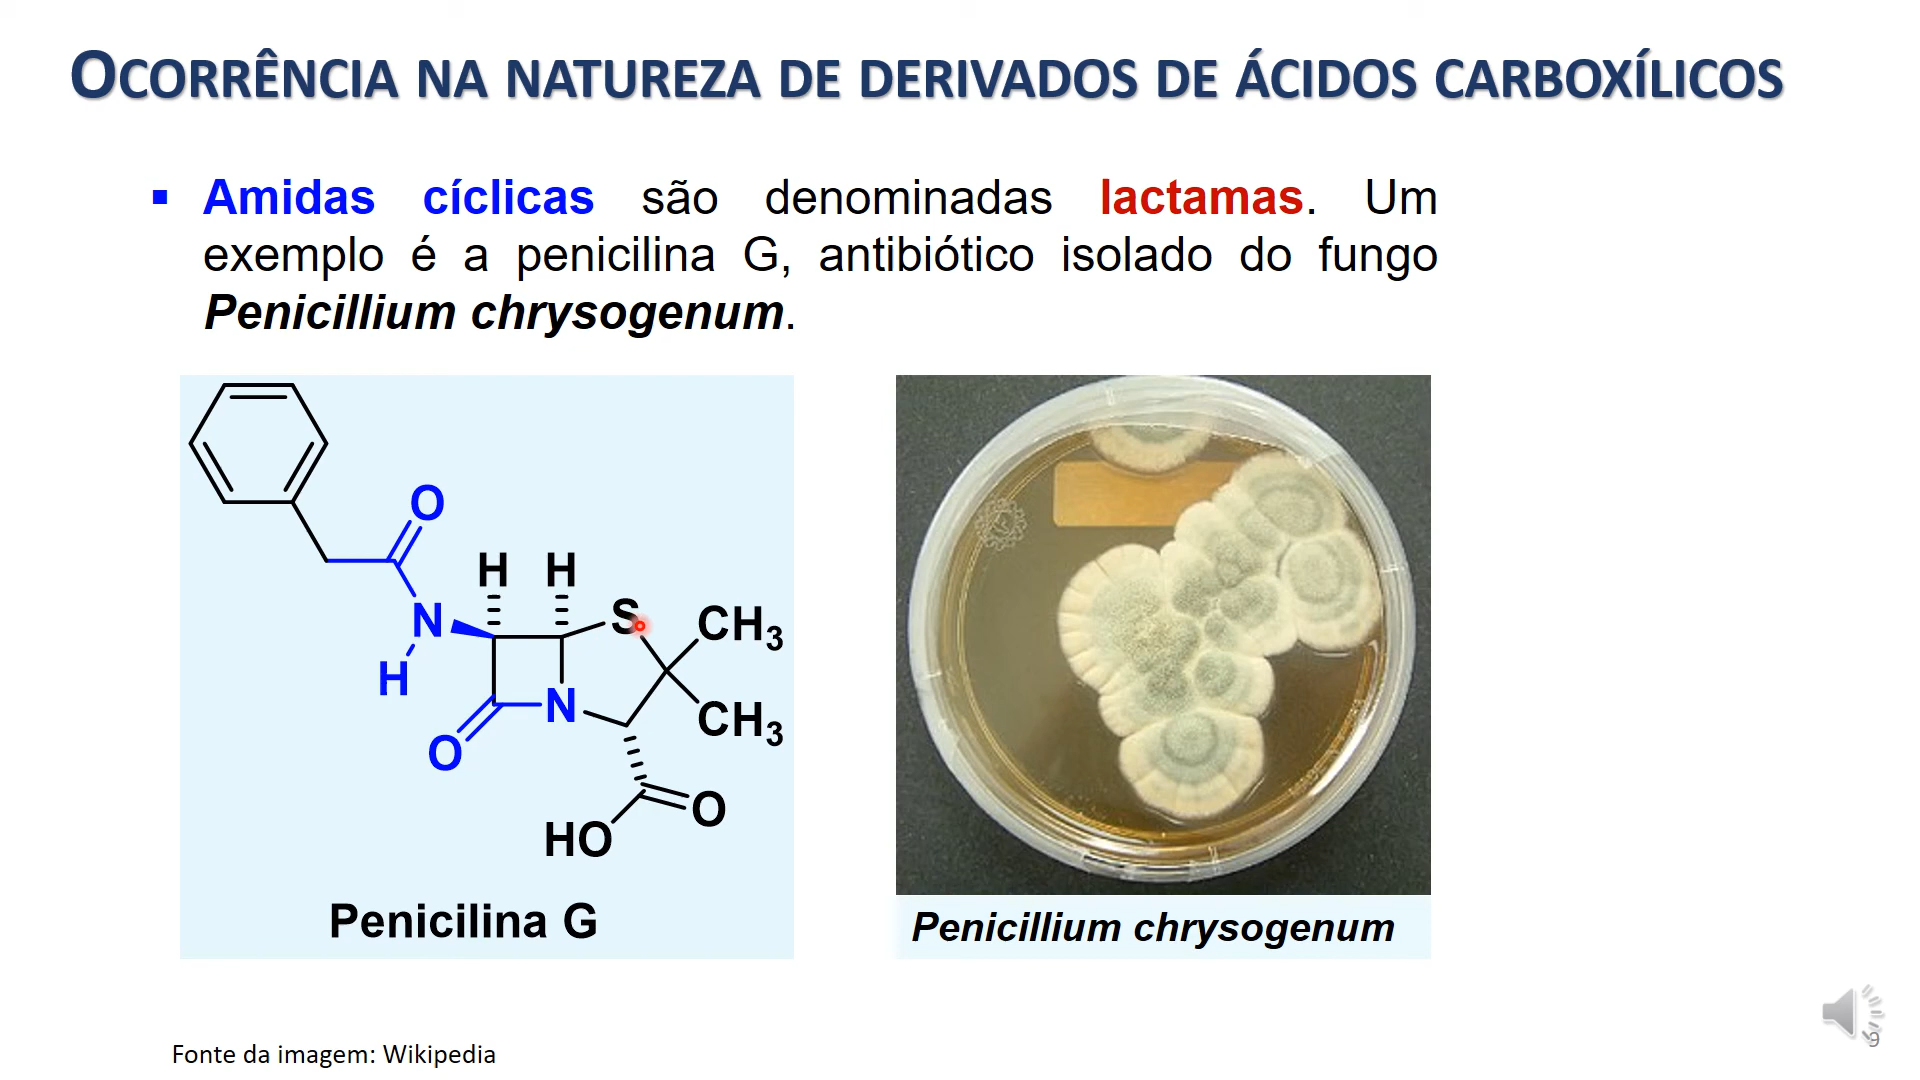 OCORRÊNCIA NA NATUREZA DE DERIVADOS DE ÁCIDOS CARBOXÍLICOS
Amidas cíclicas são denominadas lactamas. Um
exemplo é a penicilina G, antibiótico isolado do fungo
Penicillium chrysogenum.
O
H H
N S CH3
H
N CH3
O
O
HO
Penicilina G
Penicillium chrysogenum
Fonte da imagem: Wikipedia
9